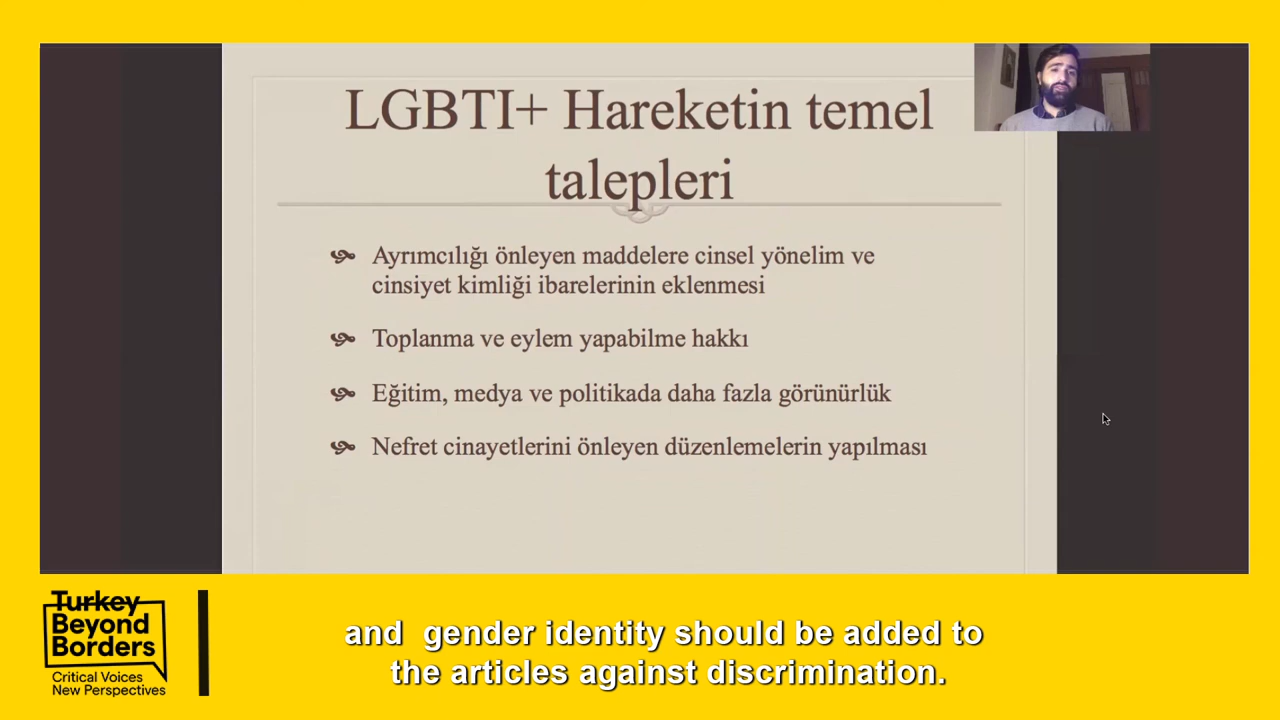 LGBTI+ Hareketin temel
talepleri
Ayrımcılığı önleyen maddelere cinsel yönelim ve
cinsiyet kimliği ibarelerinin eklenmesi
Toplanma ve eylem yapabilme hakkı
Eğitim, medya ve politikada daha fazla görünürlük
Nefret cinayetlerini önleyen düzenlemelerin yapılması
Turkey
Beyond
Borders
Critical Voices
New Perspectives
and gender identity should be added to
the articles against discrimination.